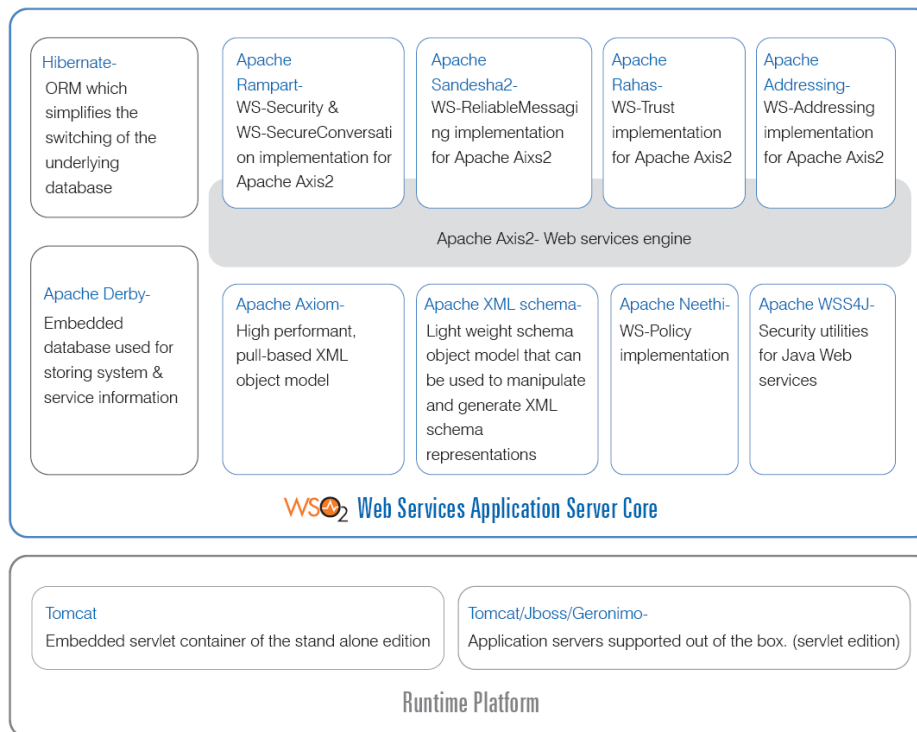 Hibernate-
ORM which
simplifies the
switching of the
underlying
database
Apache
Rampart-
WS-Security &
WS-SecureConversati
on implementation for
Apache Axis2
Apache
Sandesha2-
WS-ReliableMessag
ing implementation
for Apache Aixs2
Apache
Rahas-
WS-Trust
implementation
for Apache Axis2
Apache
Addressing-
WS-Addressing
implementation
for Apache Axis2
Apache Axis2- Web services engine
Apache Derby-
Embedded
database used for
storing system &
service information
Apache Axiom-
High performant,
pull-based XML
object model
Apache XML schema-
Light weight schema
object model that can
be used to manipulate
and generate XML
schema
representations
Apache Neethi-
WS-Policy
implementation
Apache WSS4J-
Security utilities
for Java Web
services
WSO2 Web Services Application Server Core
Tomcat
Embedded servlet container of the stand alone edition
Tomcat/Jboss/Geronimo-
Application servers supported out of the box. (servlet edition)
Runtime Platform